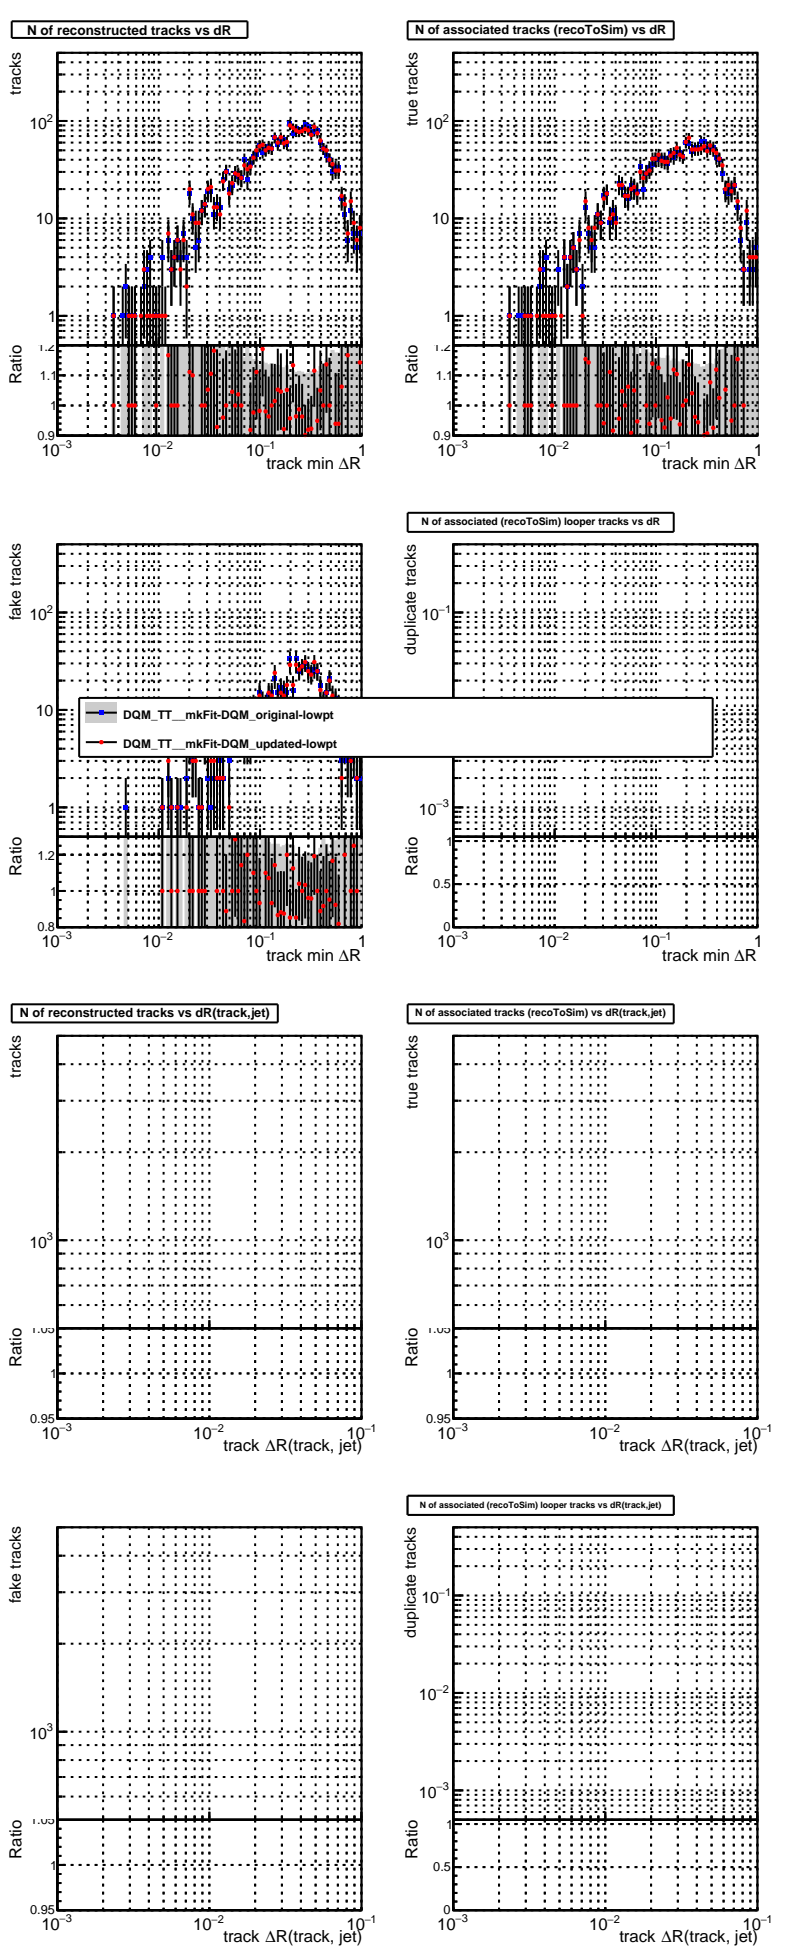 N of reconstructed tracks vs dR
N of associated tracks (recoToSim) vs dR
tracks
10²
10
1
Ratio
1.2
1.1
1
0.9
10⁻³
10⁻²
10⁻¹
1
track min ΔR
true tracks
10²
10
1
Ratio
1.2
1.1
1
0.9
10⁻³
10⁻²
10⁻¹
1
track min ΔR
N of associated (recoToSim) looper tracks vs dR
fake tracks
10²
10
1
Ratio
1.2
1
0.8
10⁻³
10⁻²
10⁻¹
1
track min ΔR
duplicate tracks
10⁻¹
10⁻³
Ratio
1
0.5
0
10⁻³
10⁻²
10⁻¹
1
track min ΔR
DQM_TT__mkFit-DQM_original-lowpt
DQM_TT__mkFit-DQM_updated-lowpt
N of reconstructed tracks vs dR(track,jet)
N of associated tracks (recoToSim) vs dR(track,jet)
tracks
10³
Ratio
1.05
1
0.95
10⁻³
10⁻²
10⁻¹
track ΔR(track, jet)
true tracks
10³
Ratio
1.05
1
0.95
10⁻³
10⁻²
10⁻¹
track ΔR(track, jet)
N of associated (recoToSim) looper tracks vs dR(track,jet)
fake tracks
10³
Ratio
1.05
1
0.95
10⁻³
10⁻²
10⁻¹
track ΔR(track, jet)
duplicate tracks
10⁻¹
10⁻²
10⁻³
Ratio
1
0.5
0
10⁻³
10⁻²
10⁻¹
track ΔR(track, jet)